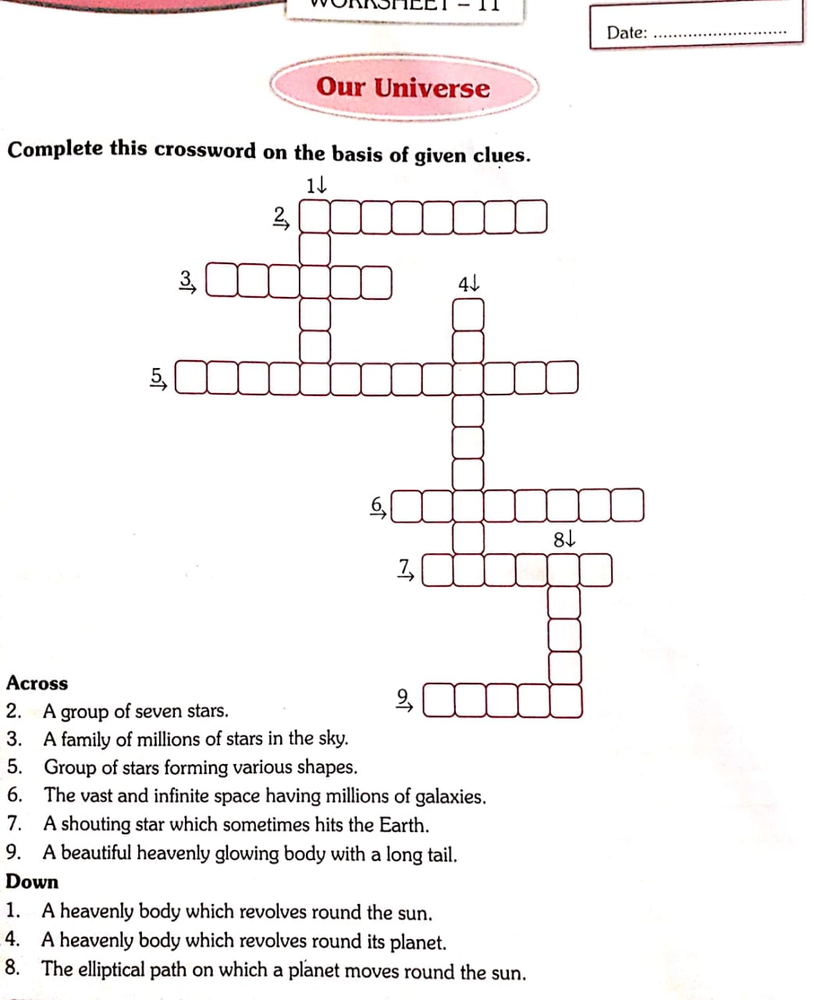 WORKSHEET – 11
Date: ............................
Our Universe
Complete this crossword on the basis of given clues.
1↓
2→
3→
4↓
5→
6→
8↓
7→
9→
Across
2. A group of seven stars.
3. A family of millions of stars in the sky.
5. Group of stars forming various shapes.
6. The vast and infinite space having millions of galaxies.
7. A shouting star which sometimes hits the Earth.
9. A beautiful heavenly glowing body with a long tail.
Down
1. A heavenly body which revolves round the sun.
4. A heavenly body which revolves round its planet.
8. The elliptical path on which a planet moves round the sun.